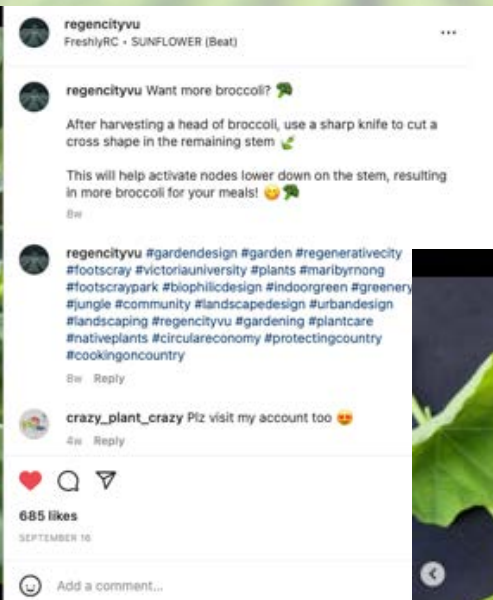 regencityvu
FreshlyRC • SUNFLOWER (Beat)
regencityvu Want more broccoli? 🥦
After harvesting a head of broccoli, use a sharp knife to cut a
cross shape in the remaining stem 🌿
This will help activate nodes lower down on the stem, resulting
in more broccoli for your meals! 😋🥦
8w
regencityvu #gardendesign #garden #regenerativecity
#footscray #victoriauniversity #plants #maribyrnong
#footscraypark #biophilicdesign #indoorgreen #greenery
#jungle #community #landscapedesign #urbandesign
#landscaping #regencityvu #gardening #plantcare
#nativeplants #circulareconomy #protectingcountry
#cookingoncountry
8w Reply
crazy_plant_crazy Plz visit my account too 😍
4w Reply
685 likes
SEPTEMBER 16
Add a comment...